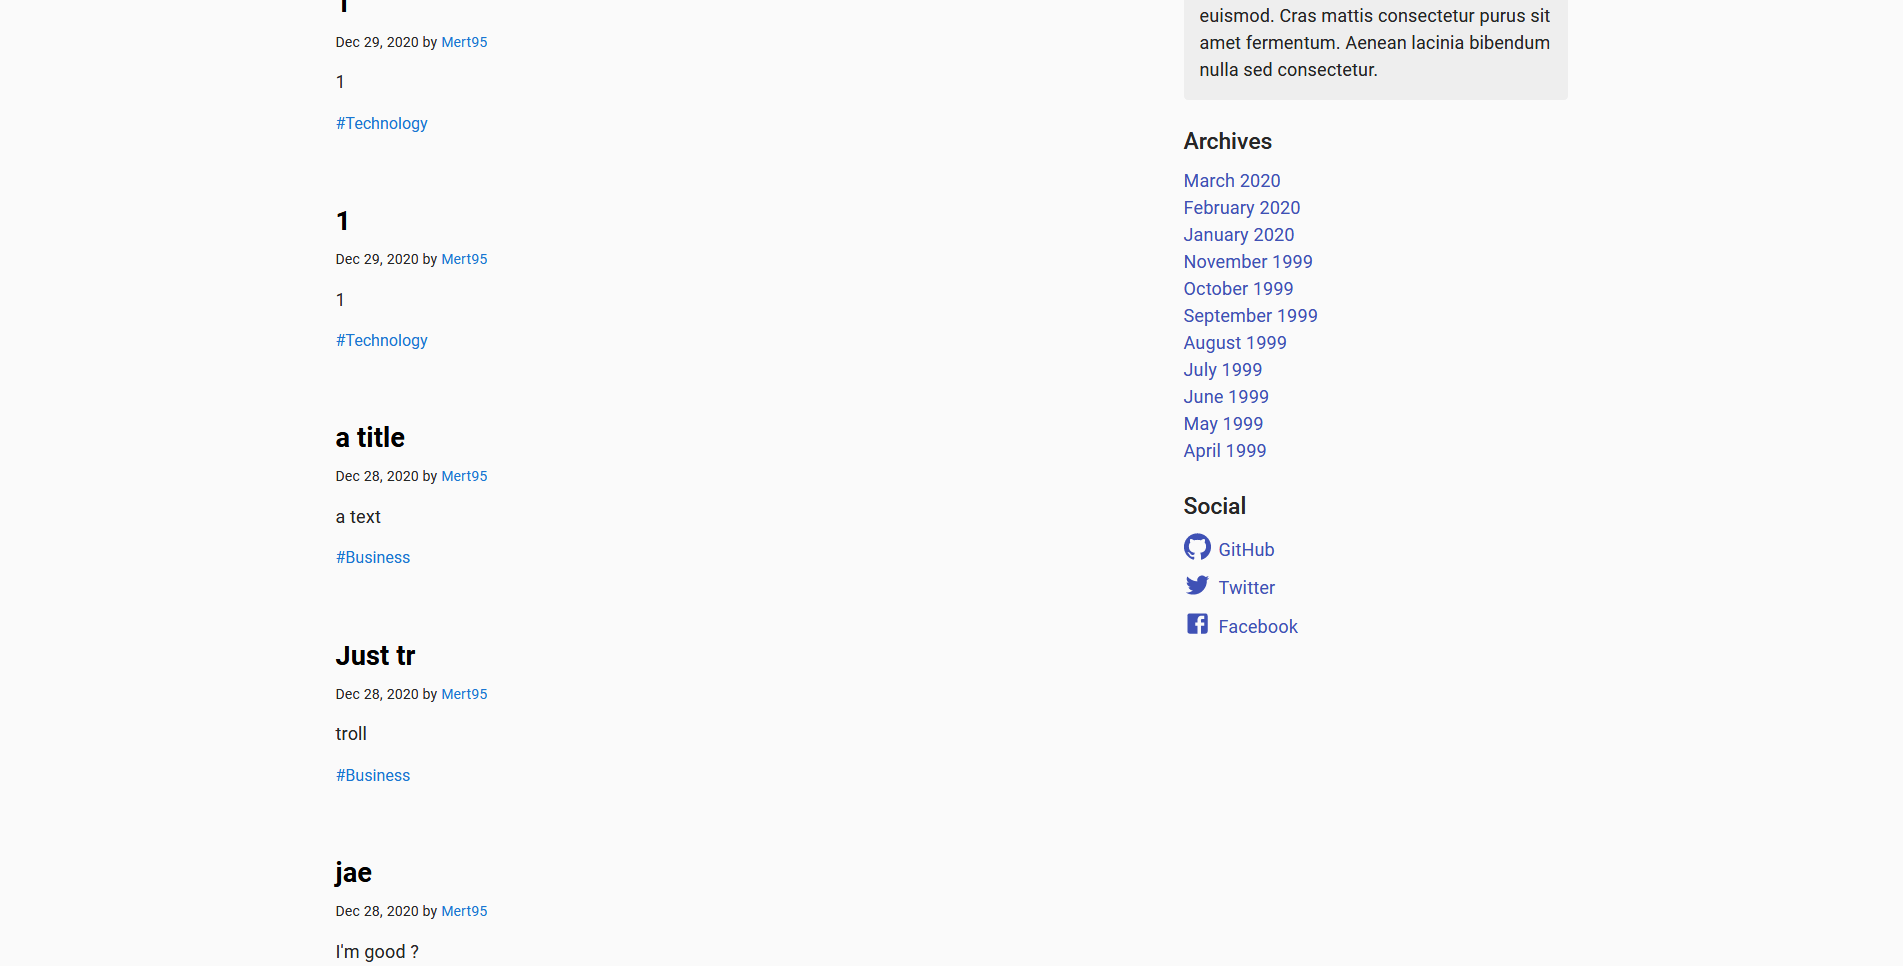 1
Dec 29, 2020 by Mert95
1
#Technology
1
Dec 29, 2020 by Mert95
1
#Technology
a title
Dec 28, 2020 by Mert95
a text
#Business
Just tr
Dec 28, 2020 by Mert95
troll
#Business
jae
Dec 28, 2020 by Mert95
I'm good ?
euismod. Cras mattis consectetur purus sit
amet fermentum. Aenean lacinia bibendum
nulla sed consectetur.
Archives
March 2020
February 2020
January 2020
November 1999
October 1999
September 1999
August 1999
July 1999
June 1999
May 1999
April 1999
Social
GitHub
Twitter
Facebook